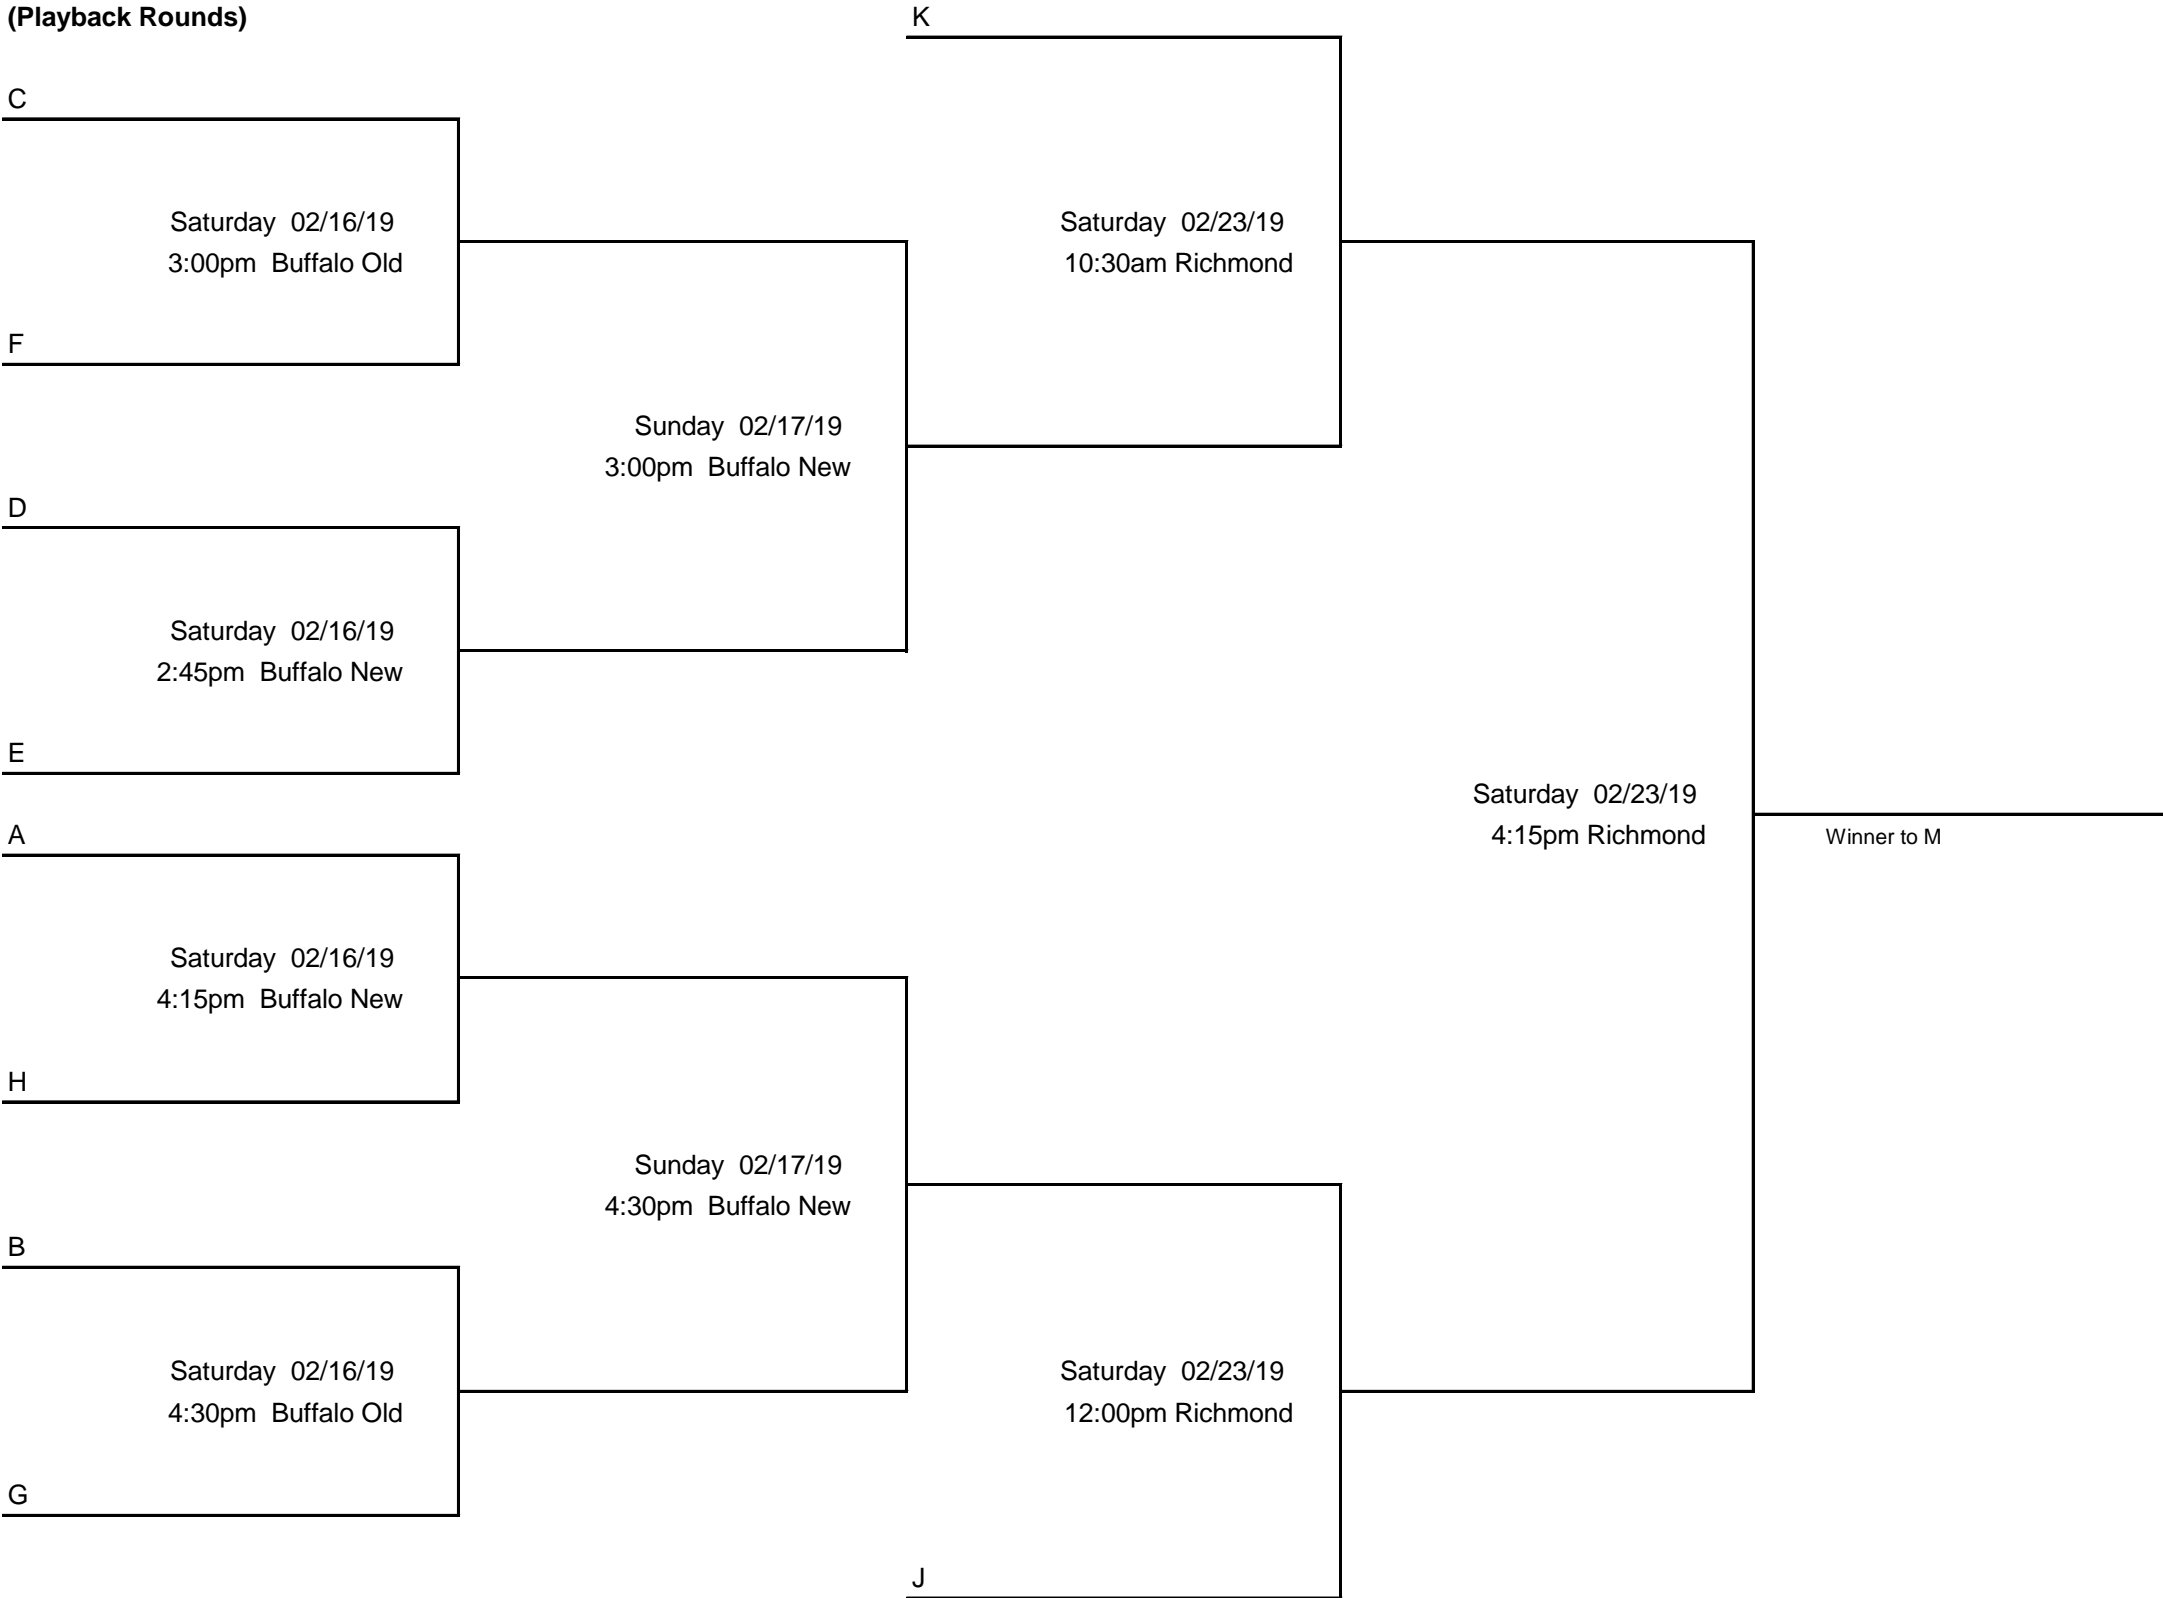 (Playback Rounds)
K
C
Saturday  02/16/19
3:00pm  Buffalo Old
Saturday  02/23/19
10:30am Richmond
F
Sunday  02/17/19
3:00pm  Buffalo New
D
Saturday  02/16/19
2:45pm  Buffalo New
E
Saturday  02/23/19
4:15pm Richmond
A
Winner to M
Saturday  02/16/19
4:15pm  Buffalo New
H
Sunday  02/17/19
4:30pm  Buffalo New
B
Saturday  02/16/19
4:30pm  Buffalo Old
Saturday  02/23/19
12:00pm Richmond
G
J